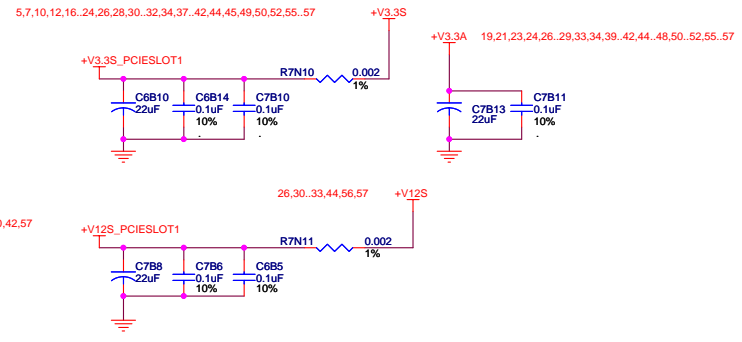 5,7,10,12,16..24,26,28,30..32,34,37..42,44,45,49,50,52,55..57
+V3.3S
+V3.3A
19,21,23,24,26..29,33,34,39..42,44..48,50..52,55..57
+V3.3S_PCIESLOT1
R7N10
0.002
1%
C6B10
22uF
C6B14
0.1uF
10%
C7B10
0.1uF
10%
C7B13
22uF
C7B11
0.1uF
10%
26,30..33,44,56,57
+V12S
0,42,57
+V12S_PCIESLOT1
R7N11
0.002
1%
C7B8
22uF
C7B6
0.1uF
10%
C6B5
0.1uF
10%